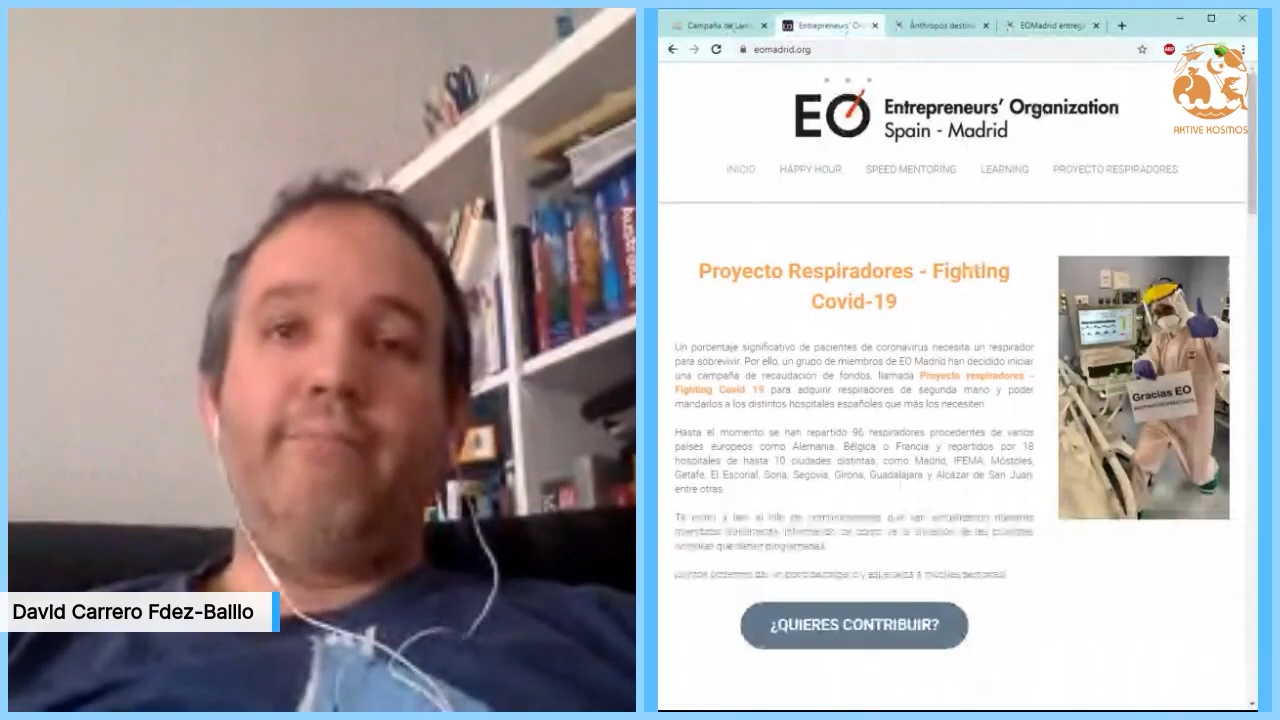 Campaña de
Entrepreneurs' Org
Anthropos destin
EOMadrid entrega
eomadrid.org
ABP
EO Entrepreneurs' Organization
Spain - Madrid
AKTIVE KOSMOS
INICIO HAPPY HOUR SPEED MENTORING LEARNING PROYECTO RESPIRADORES
Proyecto Respiradores - Fighting
Covid-19
Un porcentaje significativo de pacientes de coronavirus necesita un respirador
para sobrevivir. Por ello, un grupo de miembros de EO Madrid han decidido iniciar
una campaña de recaudación de fondos, llamada Proyecto respiradores -
Fighting Covid 19 para adquirir respiradores de segunda mano y poder
mandarlos a los distintos hospitales españoles que más los necesiten
Hasta el momento se han repartido 96 respiradores procedentes de varios
países europeos como Alemania, Bélgica o Francia y repartidos por 18
hospitales de hasta 10 ciudades distintas, como Madrid, IFEMA, Móstoles,
Getafe, El Escorial, Soria, Segovia, Girona, Guadalajara y Alcázar de San Juan
entre otras
Gracias EO
¿QUIERES CONTRIBUIR?
David Carrero Fdez-Baillo